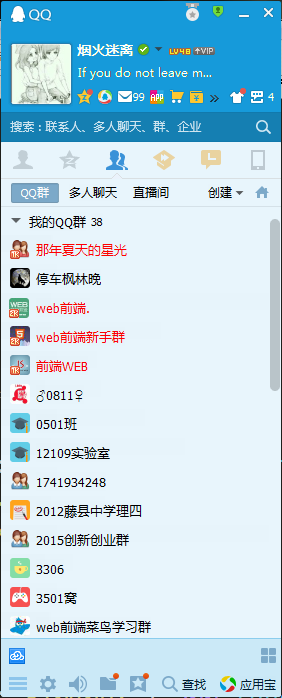 QQ
烟火迷离 LV48 VIP
If you do not leave m...
99 APP 4
搜索：联系人、多人聊天、群、企业
QQ群 多人聊天 直播间 创建
我的QQ群 38
那年夏天的星光
停车枫林晚
web前端.
web前端新手群
前端WEB
♂0811♀
0501班
12109实验室
1741934248
2012藤县中学理四
2015创新创业群
3306
3501窝
web前端菜鸟学习群
查找 应用宝